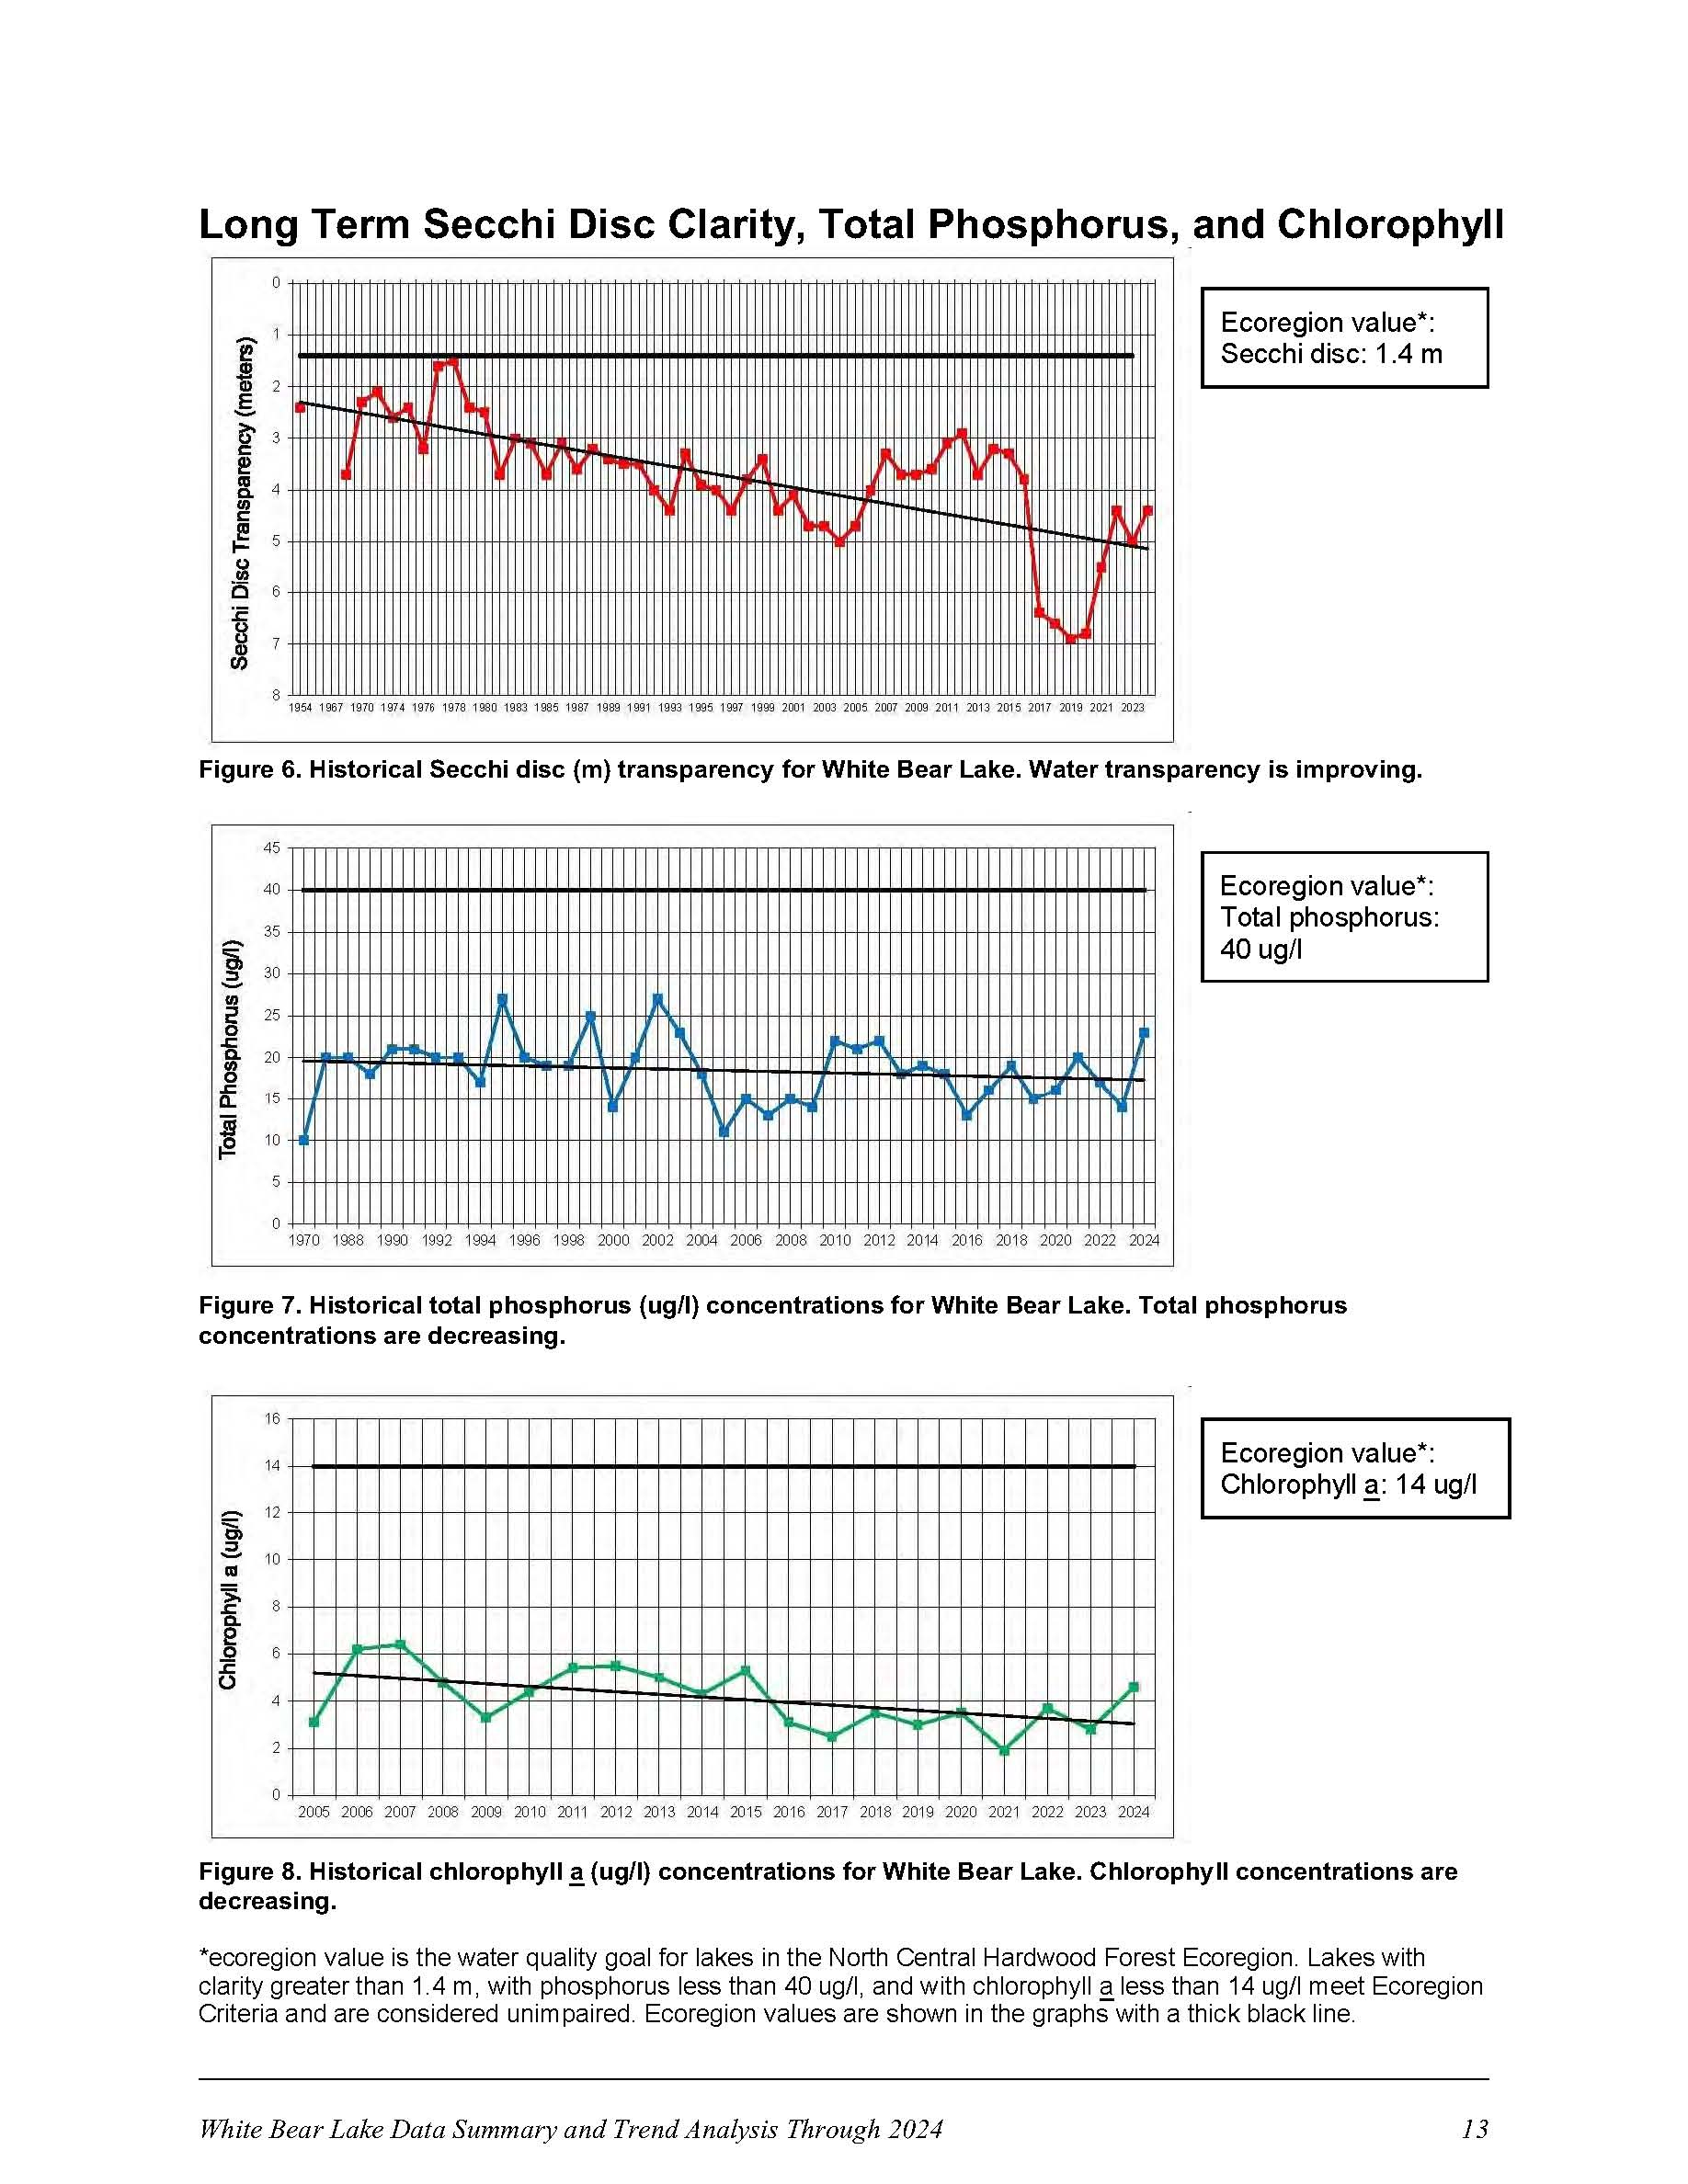 Long Term Secchi Disc Clarity, Total Phosphorus, and Chlorophyll
Secchi Disc Transparency (meters)
0
1
2
3
4
5
6
7
8
1954 1967 1970 1974 1976 1978 1980 1983 1985 1987 1989 1991 1993 1995 1997 1999 2001 2003 2005 2007 2009 2011 2013 2015 2017 2019 2021 2023
Ecoregion value*:
Secchi disc: 1.4 m
Figure 6. Historical Secchi disc (m) transparency for White Bear Lake. Water transparency is improving.
Total Phosphorus (ug/l)
45
40
35
30
25
20
15
10
5
0
1970 1988 1990 1992 1994 1996 1998 2000 2002 2004 2006 2008 2010 2012 2014 2016 2018 2020 2022 2024
Ecoregion value*:
Total phosphorus:
40 ug/l
Figure 7. Historical total phosphorus (ug/l) concentrations for White Bear Lake. Total phosphorus
concentrations are decreasing.
Chlorophyll a (ug/l)
16
14
12
10
8
6
4
2
0
2005 2006 2007 2008 2009 2010 2011 2012 2013 2014 2015 2016 2017 2018 2019 2020 2021 2022 2023 2024
Ecoregion value*:
Chlorophyll a: 14 ug/l
Figure 8. Historical chlorophyll a (ug/l) concentrations for White Bear Lake. Chlorophyll concentrations are
decreasing.
*ecoregion value is the water quality goal for lakes in the North Central Hardwood Forest Ecoregion. Lakes with
clarity greater than 1.4 m, with phosphorus less than 40 ug/l, and with chlorophyll a less than 14 ug/l meet Ecoregion
Criteria and are considered unimpaired. Ecoregion values are shown in the graphs with a thick black line.
White Bear Lake Data Summary and Trend Analysis Through 2024 13